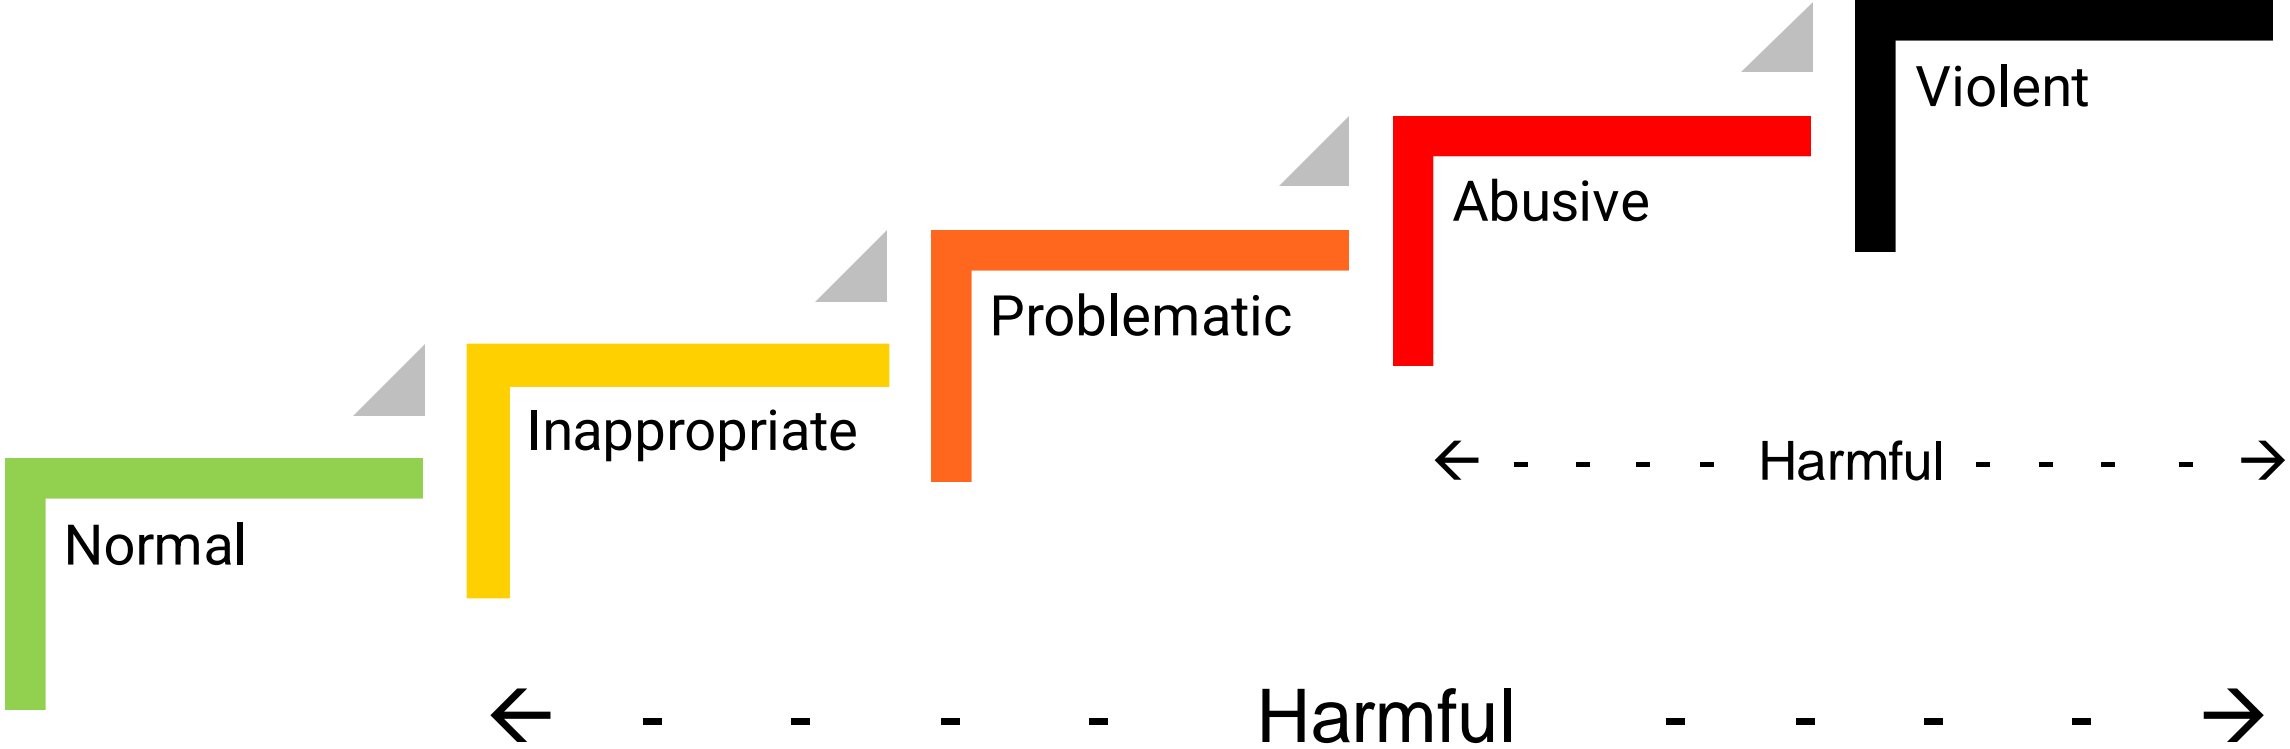 Violent
Abusive
Problematic
Inappropriate
← - - - - Harmful - - - - →
Normal
← - - - - Harmful - - - - →